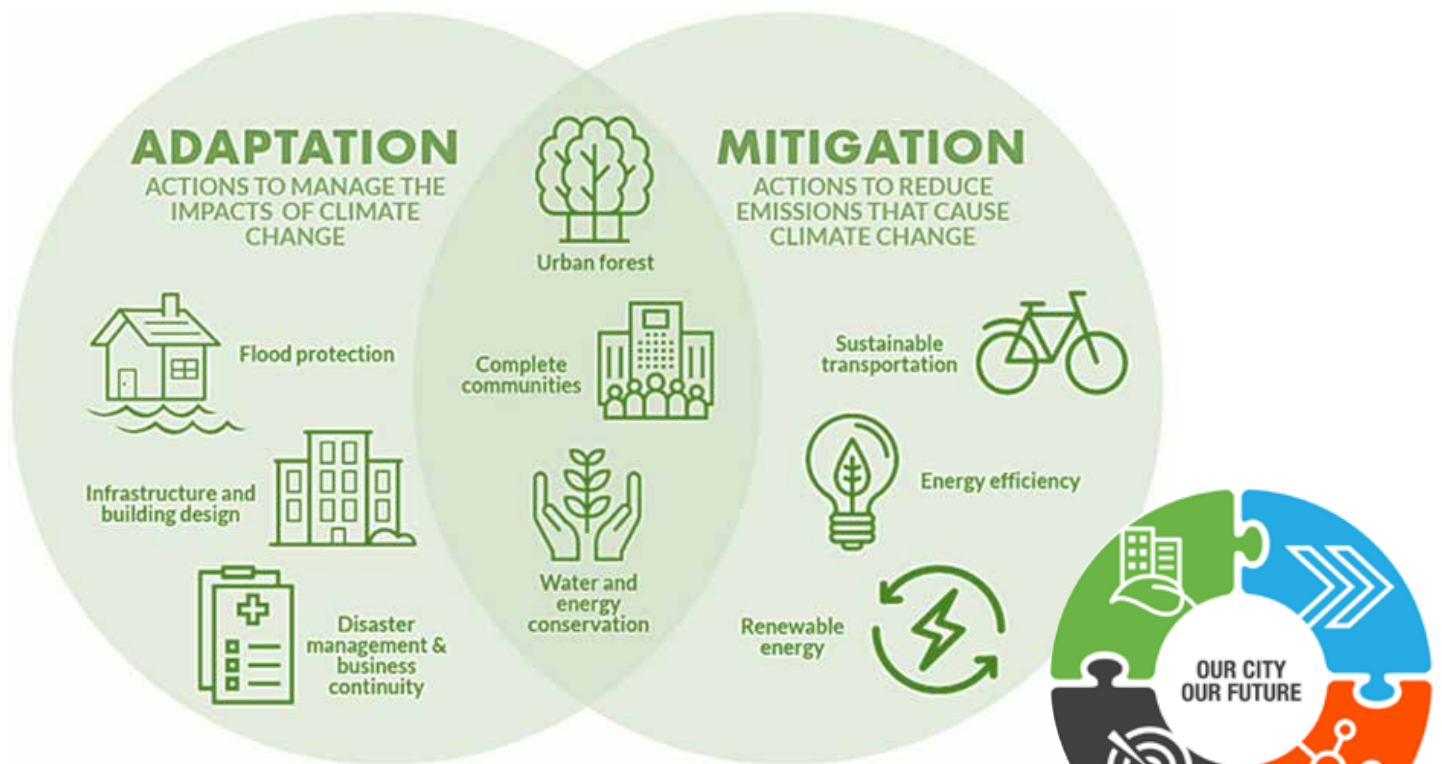 ADAPTATION
ACTIONS TO MANAGE THE
IMPACTS OF CLIMATE
CHANGE
Flood protection
Infrastructure and
building design
Disaster
management &
business
continuity
Urban forest
Complete
communities
Water and
energy
conservation
MITIGATION
ACTIONS TO REDUCE
EMISSIONS THAT CAUSE
CLIMATE CHANGE
Sustainable
transportation
Energy efficiency
Renewable
energy
OUR CITY
OUR FUTURE